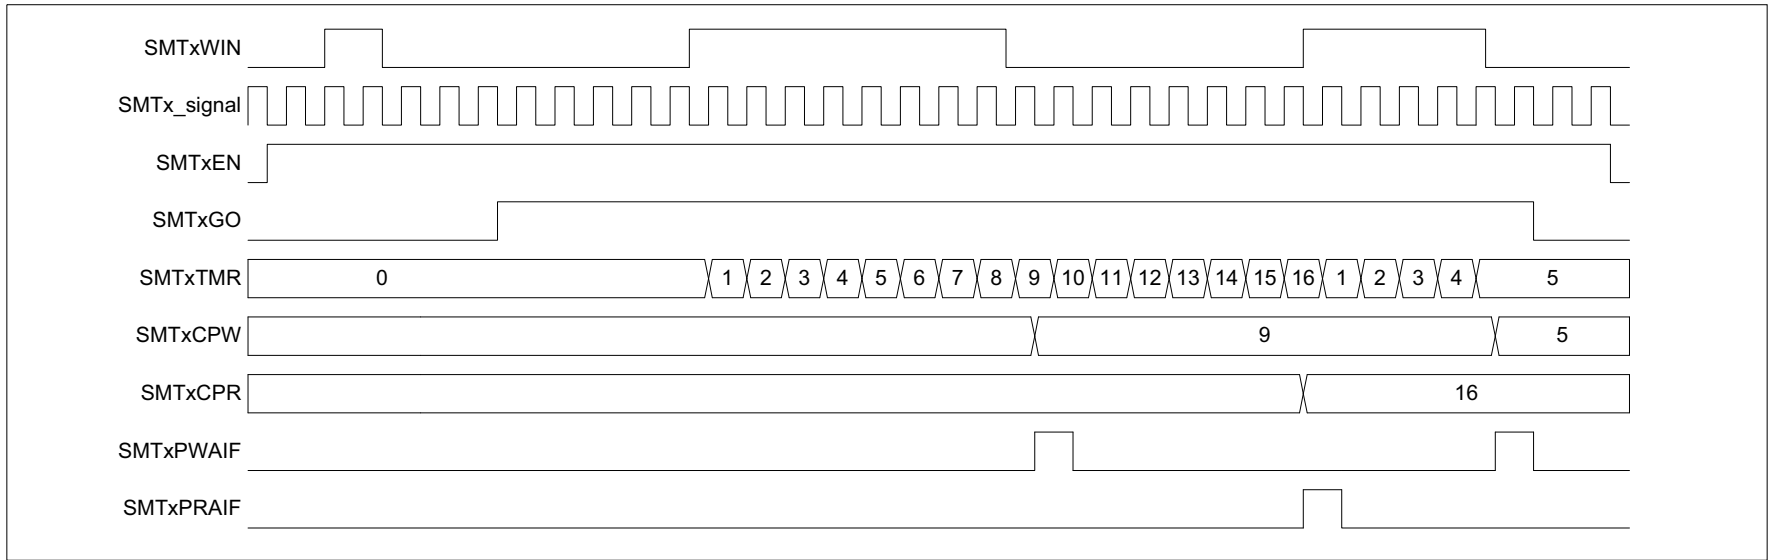 SMTxWIN
SMTx_signal
SMTxEN
SMTxGO
SMTxTMR 0 1 2 3 4 5 6 7 8 9 10 11 12 13 14 15 16 1 2 3 4 5
SMTxCPW 9 5
SMTxCPR 16
SMTxPWAIF
SMTxPRAIF